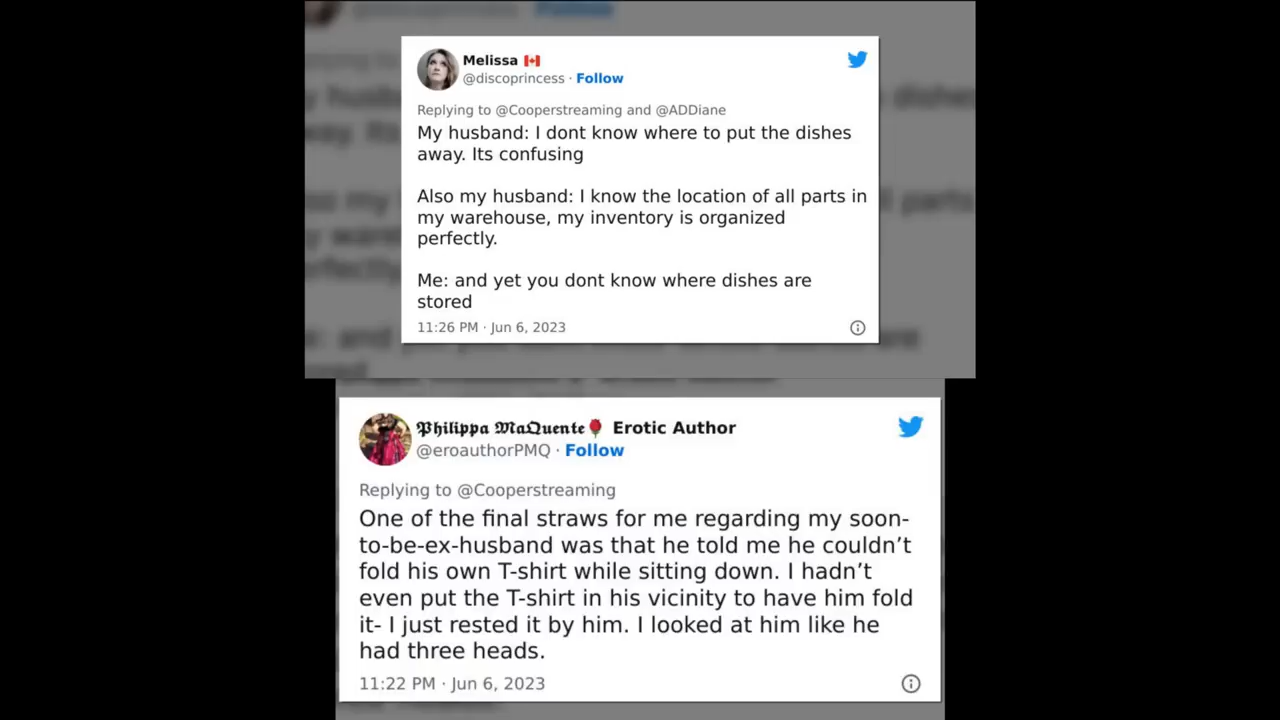 Melissa 🇨🇦
@discoprincess · Follow
Replying to @Cooperstreaming and @ADDiane
My husband: I dont know where to put the dishes
away. Its confusing
Also my husband: I know the location of all parts in
my warehouse, my inventory is organized
perfectly.
Me: and yet you dont know where dishes are
stored
11:26 PM · Jun 6, 2023
𝕻𝖍𝖎𝖑𝖎𝖕𝖕𝖆 𝕸𝖆𝕼𝖚𝖊𝖓𝖙𝖊🌹 Erotic Author
@eroauthorPMQ · Follow
Replying to @Cooperstreaming
One of the final straws for me regarding my soon-
to-be-ex-husband was that he told me he couldn’t
fold his own T-shirt while sitting down. I hadn’t
even put the T-shirt in his vicinity to have him fold
it- I just rested it by him. I looked at him like he
had three heads.
11:22 PM · Jun 6, 2023